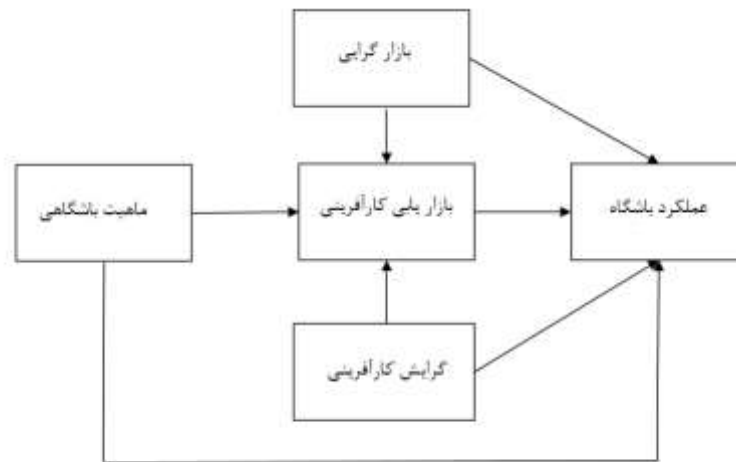 بازار گرایی
عملکرد باشگاه
بازار یابی کارآفرینی
ماهیت باشگاهی
گرایش کارآفرینی